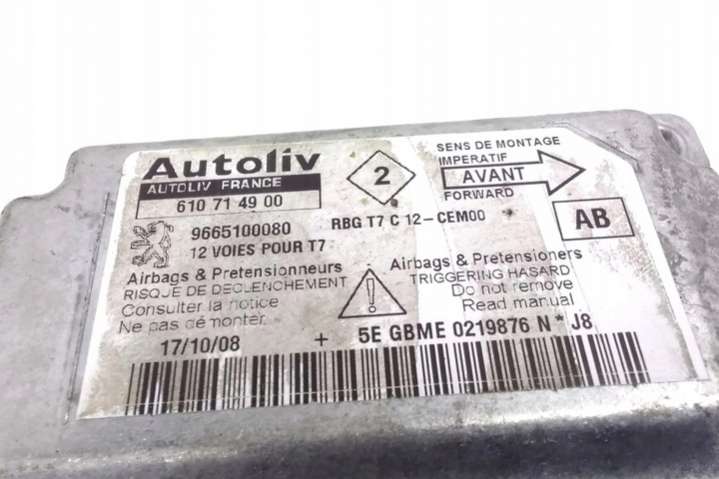 Autoliv
AUTOLIV FRANCE
610 71 49 00
2
SENS DE MONTAGE
IMPERATIF
AVANT
FORWARD
AB
9665100080
12 VOIES POUR T7
RBG T7 C 12-CEM00
Airbags & Pretensionneurs
RISQUE DE DECLENCHEMENT
Consulter la notice
Ne pas démonter.
Airbags & Pretensioners
TRIGGERING HASARD
Do not remove
Read manual
17/10/08 + 5E GBME 0219876 N * J8